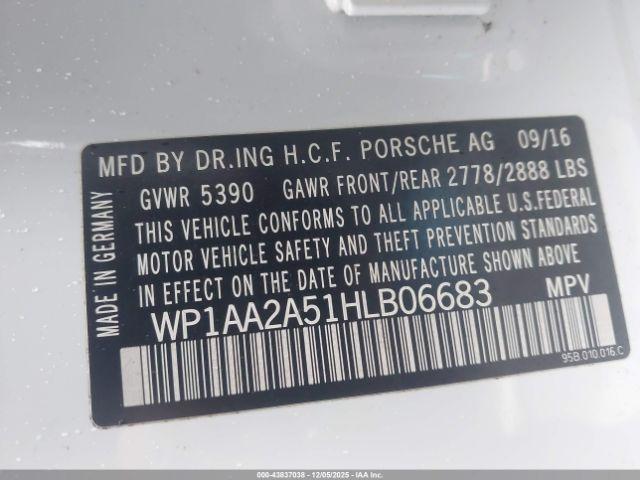 MFD BY DR.ING H.C.F. PORSCHE AG 09/16
GVWR 5390 GAWR FRONT/REAR 2778/2888 LBS
THIS VEHICLE CONFORMS TO ALL APPLICABLE U.S.FEDERAL
MOTOR VEHICLE SAFETY AND THEFT PREVENTION STANDARDS
IN EFFECT ON THE DATE OF MANUFACTURE SHOWN ABOVE
WP1AA2A51HLB06683 MPV
95B.010.016.C
MADE IN GERMANY
000-43837038 - 12/05/2025 - IAA Inc.